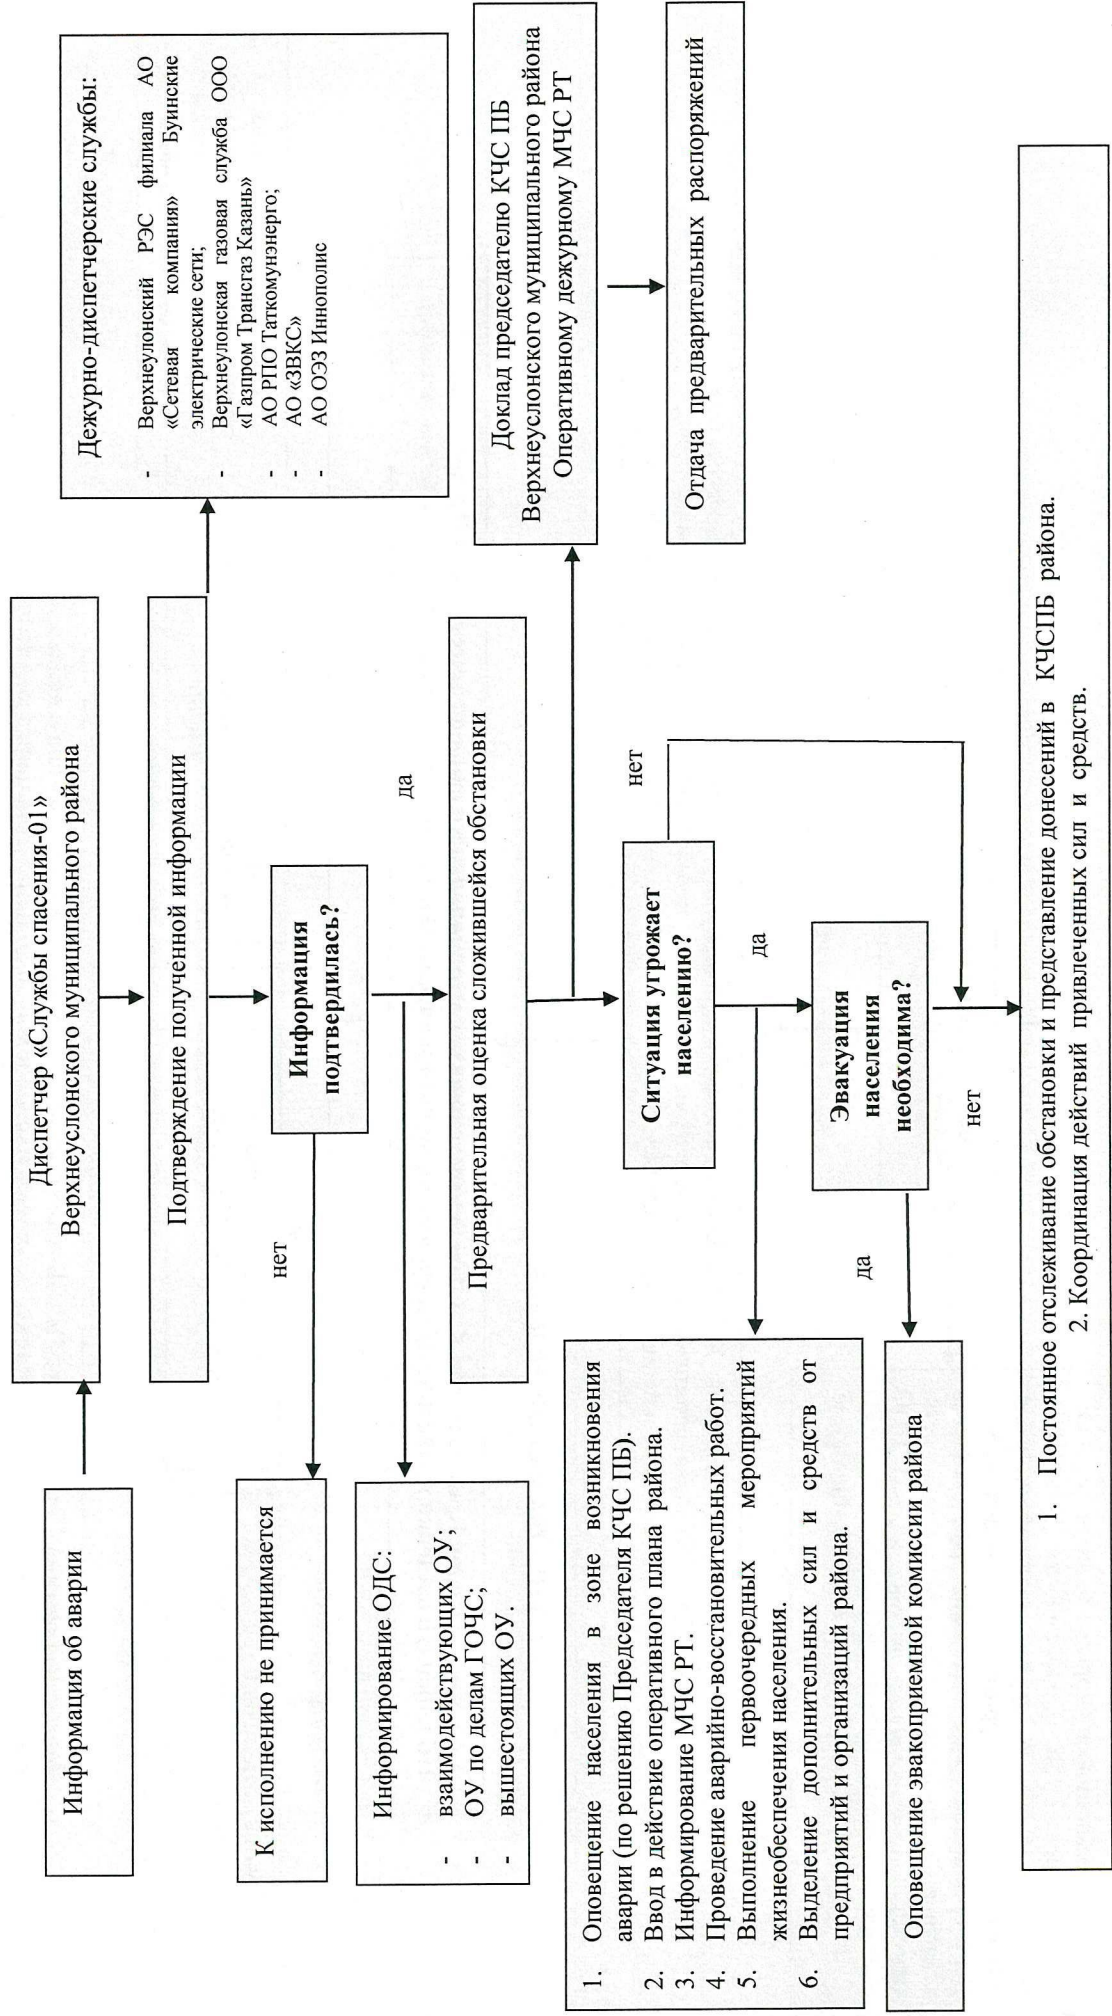 Информация об аварии
Диспетчер «Службы спасения-01»
Верхнеуслонского муниципального района
Дежурно-диспетчерские службы:
- Верхнеулонский РЭС филиала АО
«Сетевая компания» Буинские
электрические сети;
- Верхнеулонская газовая служба ООО
«Газпром Трансгаз Казань»
- АО РПО Таткомунэнерго;
- АО «ЗВКС»
- АО ОЭЗ Иннополис
Подтверждение полученной информации
Информация
подтвердилась?
нет
да
К исполнению не принимается
Информирование ОДС:
- взаимодействующих ОУ;
- ОУ по делам ГОЧС;
- вышестоящих ОУ.
Предварительная оценка сложившейся обстановки
Доклад председателю КЧС ПБ
Верхнеуслонского муниципального района
Оперативному дежурному МЧС РТ
Отдача предварительных распоряжений
Ситуация угрожает
населению?
нет
да
1. Оповещение населения в зоне возникновения
аварии (по решению Председателя КЧС ПБ).
2. Ввод в действие оперативного плана района.
3. Информирование МЧС РТ.
4. Проведение аварийно-восстановительных работ.
5. Выполнение первоочередных мероприятий
жизнеобеспечения населения.
6. Выделение дополнительных сил и средств от
предприятий и организаций района.
Эвакуация
населения
необходима?
да
нет
Оповещение эвакоприемной комиссии района
1. Постоянное отслеживание обстановки и представление донесений в КЧСПБ района.
2. Координация действий привлеченных сил и средств.